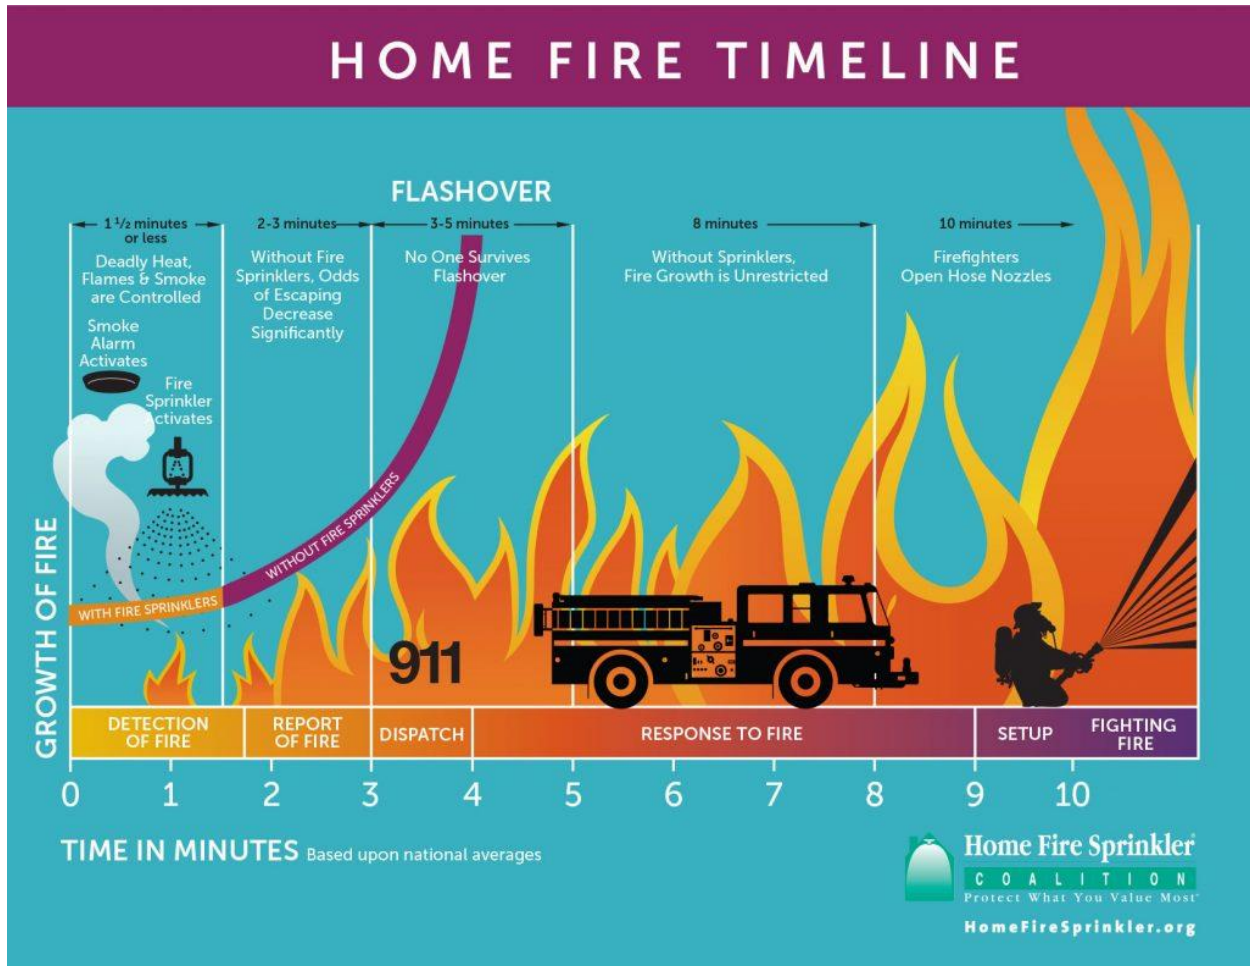 HOME FIRE TIMELINE
FLASHOVER
1 1/2 minutes
or less
Deadly Heat,
Flames & Smoke
are Controlled
Smoke
Alarm
Activates
Fire
Sprinkler
Activates
2-3 minutes
Without Fire
Sprinklers, Odds
of Escaping
Decrease
Significantly
3-5 minutes
No One Survives
Flashover
8 minutes
Without Sprinklers,
Fire Growth is Unrestricted
10 minutes
Firefighters
Open Hose Nozzles
GROWTH OF FIRE
WITH FIRE SPRINKLERS
WITHOUT FIRE SPRINKLERS
911
DETECTION
OF FIRE
REPORT
OF FIRE
DISPATCH
RESPONSE TO FIRE
SETUP
FIGHTING
FIRE
0 1 2 3 4 5 6 7 8 9 10
TIME IN MINUTES Based upon national averages
Home Fire Sprinkler
COALITION
Protect What You Value Most
HomeFireSprinkler.org